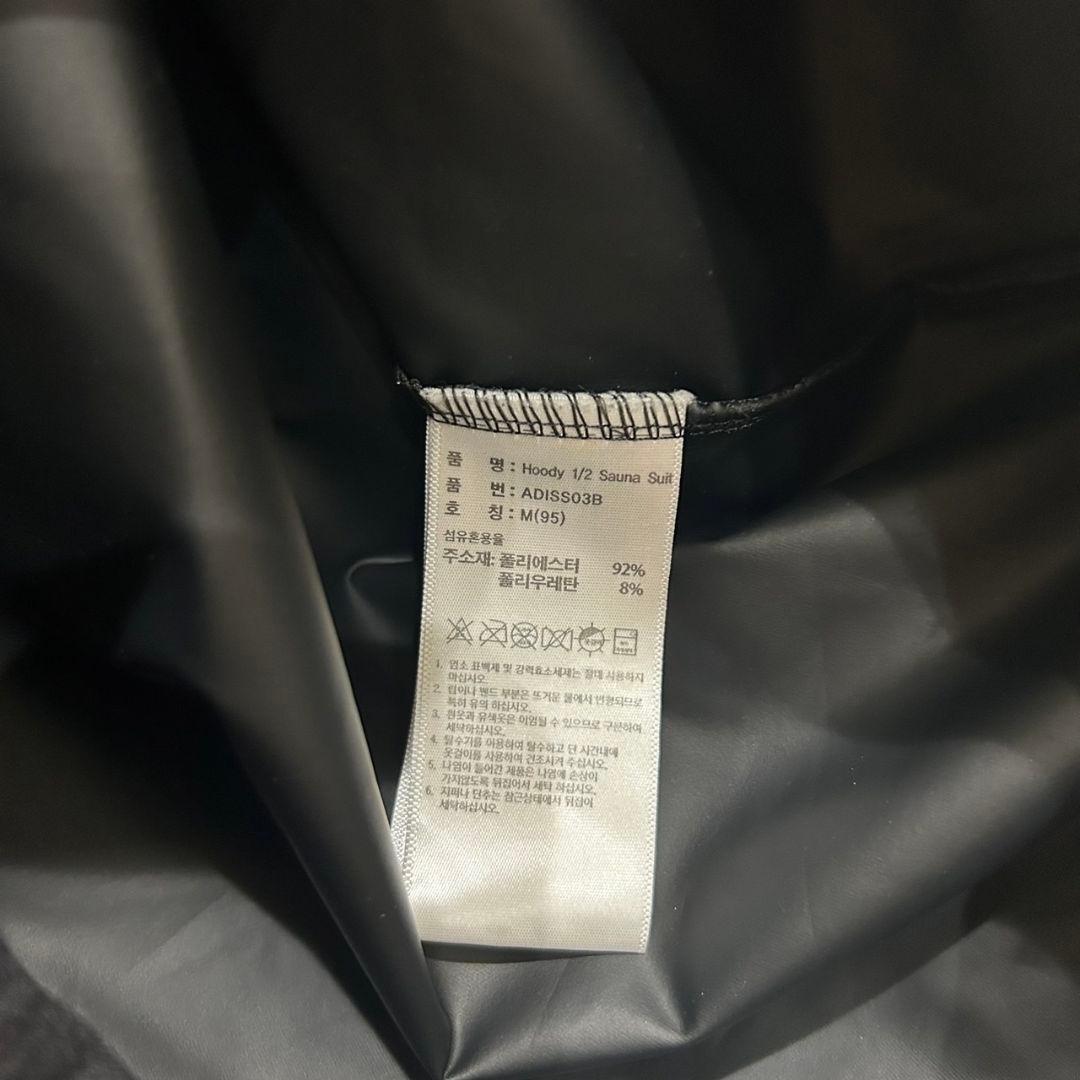 품 명 : Hoody 1/2 Sauna Suit
품 번 : ADISS03B
호 칭 : M(95)
섬유혼용율
주소재: 폴리에스터 92%
폴리우레탄 8%
1. 염소 표백제 및 강력효소세제는 절대 사용하지
마십시오.
2. 립이나 밴드 부분은 뜨거운 물에서 변형되므로
특히 유의 하십시오.
3. 흰옷과 유색옷은 이염될 수 있으므로 구분하여
세탁하십시오.
4. 탈수기를 이용하여 탈수하고 단 시간내에
옷걸이를 사용하여 건조시켜 주십시오.
5. 나염이 들어간 제품은 나염에 손상이
가지않도록 뒤집어서 세탁 하십시오.
6. 지퍼나 단추는 잠근상태에서 뒤집어
세탁하십시오.